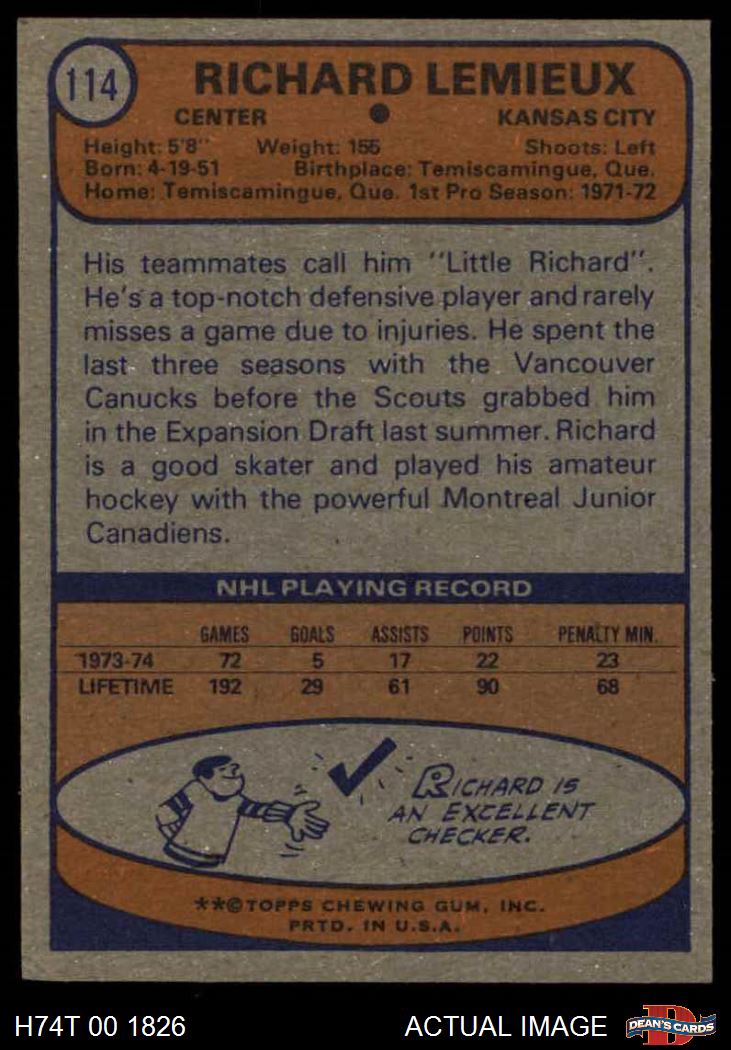 114
RICHARD LEMIEUX
CENTER ● KANSAS CITY
Height: 5'8" Weight: 155 Shoots: Left
Born: 4-19-51 Birthplace: Temiscamingue, Que.
Home: Temiscamingue, Que. 1st Pro Season: 1971-72
His teammates call him "Little Richard".
He's a top-notch defensive player and rarely
misses a game due to injuries. He spent the
last three seasons with the Vancouver
Canucks before the Scouts grabbed him
in the Expansion Draft last summer. Richard
is a good skater and played his amateur
hockey with the powerful Montreal Junior
Canadiens.
NHL PLAYING RECORD
GAMES GOALS ASSISTS POINTS PENALTY MIN.
1973-74 72 5 17 22 23
LIFETIME 192 29 61 90 68
RICHARD IS
AN EXCELLENT
CHECKER.
**©TOPPS CHEWING GUM, INC.
PRTD. IN U.S.A.
H74T 00 1826 ACTUAL IMAGE D DEAN'S CARDS